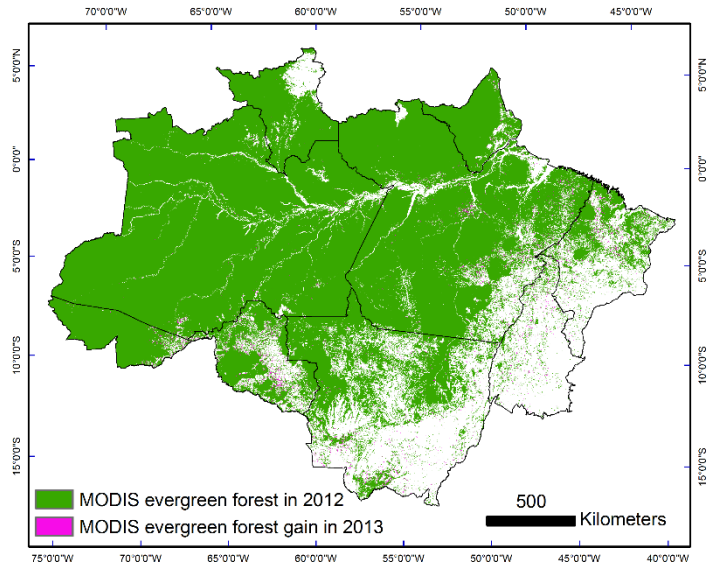 70°0'0"W 65°0'0"W 60°0'0"W 55°0'0"W 50°0'0"W 45°0'0"W
5°0'0"N 5°0'0"N
0°0'0" 0°0'0"
5°0'0"S 5°0'0"S
10°0'0"S 10°0'0"S
15°0'0"S 15°0'0"S
MODIS evergreen forest in 2012
500
MODIS evergreen forest gain in 2013
Kilometers
75°0'0"W 70°0'0"W 65°0'0"W 60°0'0"W 55°0'0"W 50°0'0"W 45°0'0"W 40°0'0"W